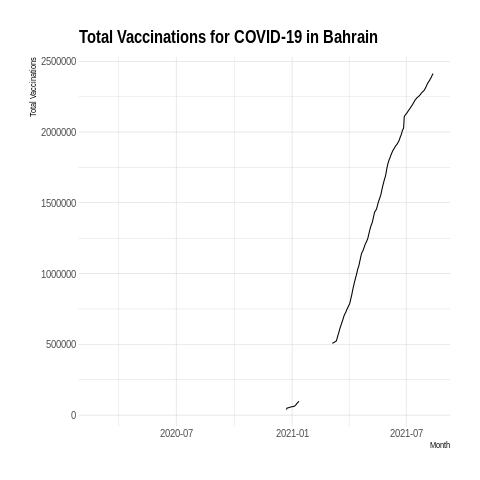 Total Vaccinations for COVID-19 in Bahrain
Total Vaccinations
2500000
2000000
1500000
1000000
500000
0
2020-07 2021-01 2021-07
Month